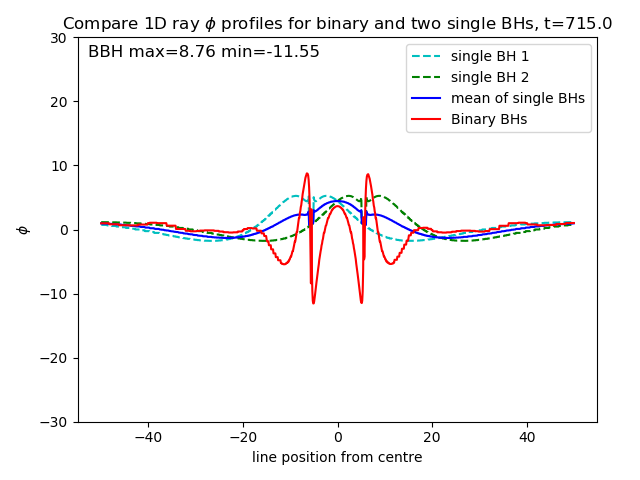 Compare 1D ray ϕ profiles for binary and two single BHs, t=715.0
BBH max=8.76 min=-11.55
single BH 1
single BH 2
mean of single BHs
Binary BHs
30
20
10
0
−10
−20
−30
ϕ
−40
−20
0
20
40
line position from centre